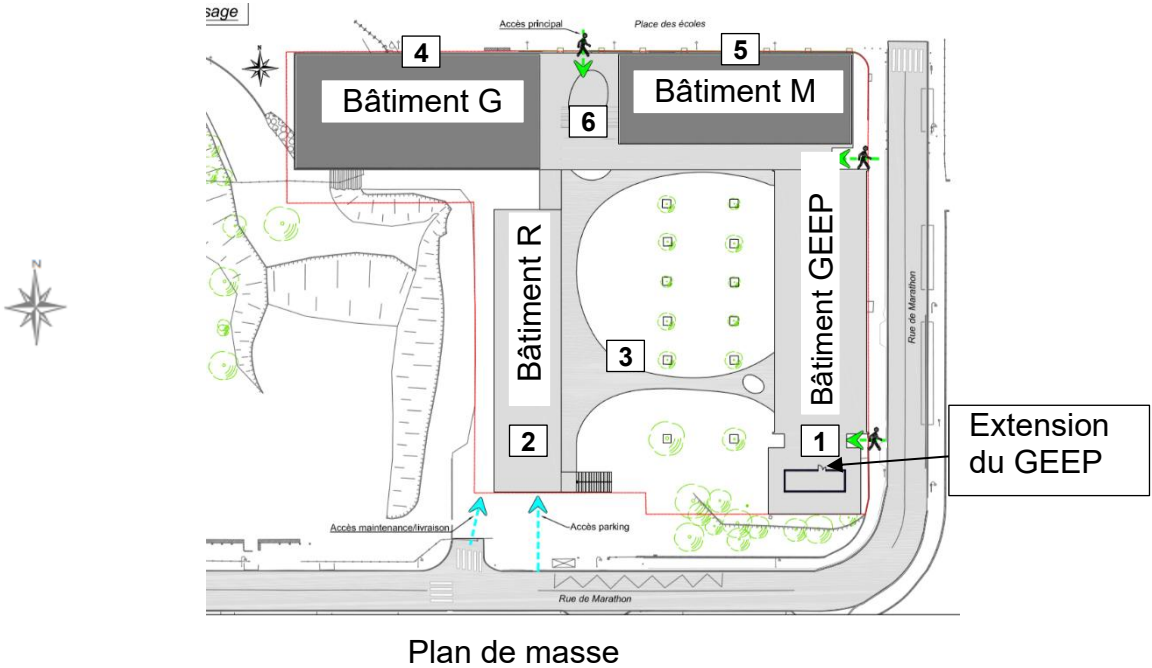 sage
Accès principal
Place des écoles
N
4
5
Bâtiment G
Bâtiment M
6
Bâtiment R
Bâtiment GEEP
Rue de Marathon
N
3
2
1
Extension
du GEEP
Accès maintenance/livraison
Accès parking
Rue de Marathon
Plan de masse